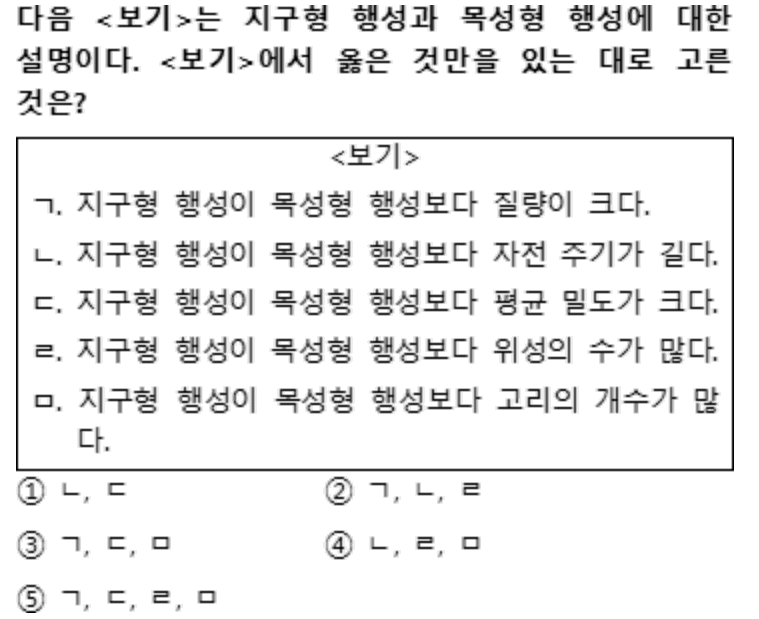 다음 <보기>는 지구형 행성과 목성형 행성에 대한
설명이다. <보기>에서 옳은 것만을 있는 대로 고른
것은?
<보기>
ㄱ. 지구형 행성이 목성형 행성보다 질량이 크다.
ㄴ. 지구형 행성이 목성형 행성보다 자전 주기가 길다.
ㄷ. 지구형 행성이 목성형 행성보다 평균 밀도가 크다.
ㄹ. 지구형 행성이 목성형 행성보다 위성의 수가 많다.
ㅁ. 지구형 행성이 목성형 행성보다 고리의 개수가 많
다.
① ㄴ, ㄷ ② ㄱ, ㄴ, ㄹ
③ ㄱ, ㄷ, ㅁ ④ ㄴ, ㄹ, ㅁ
⑤ ㄱ, ㄷ, ㄹ, ㅁ